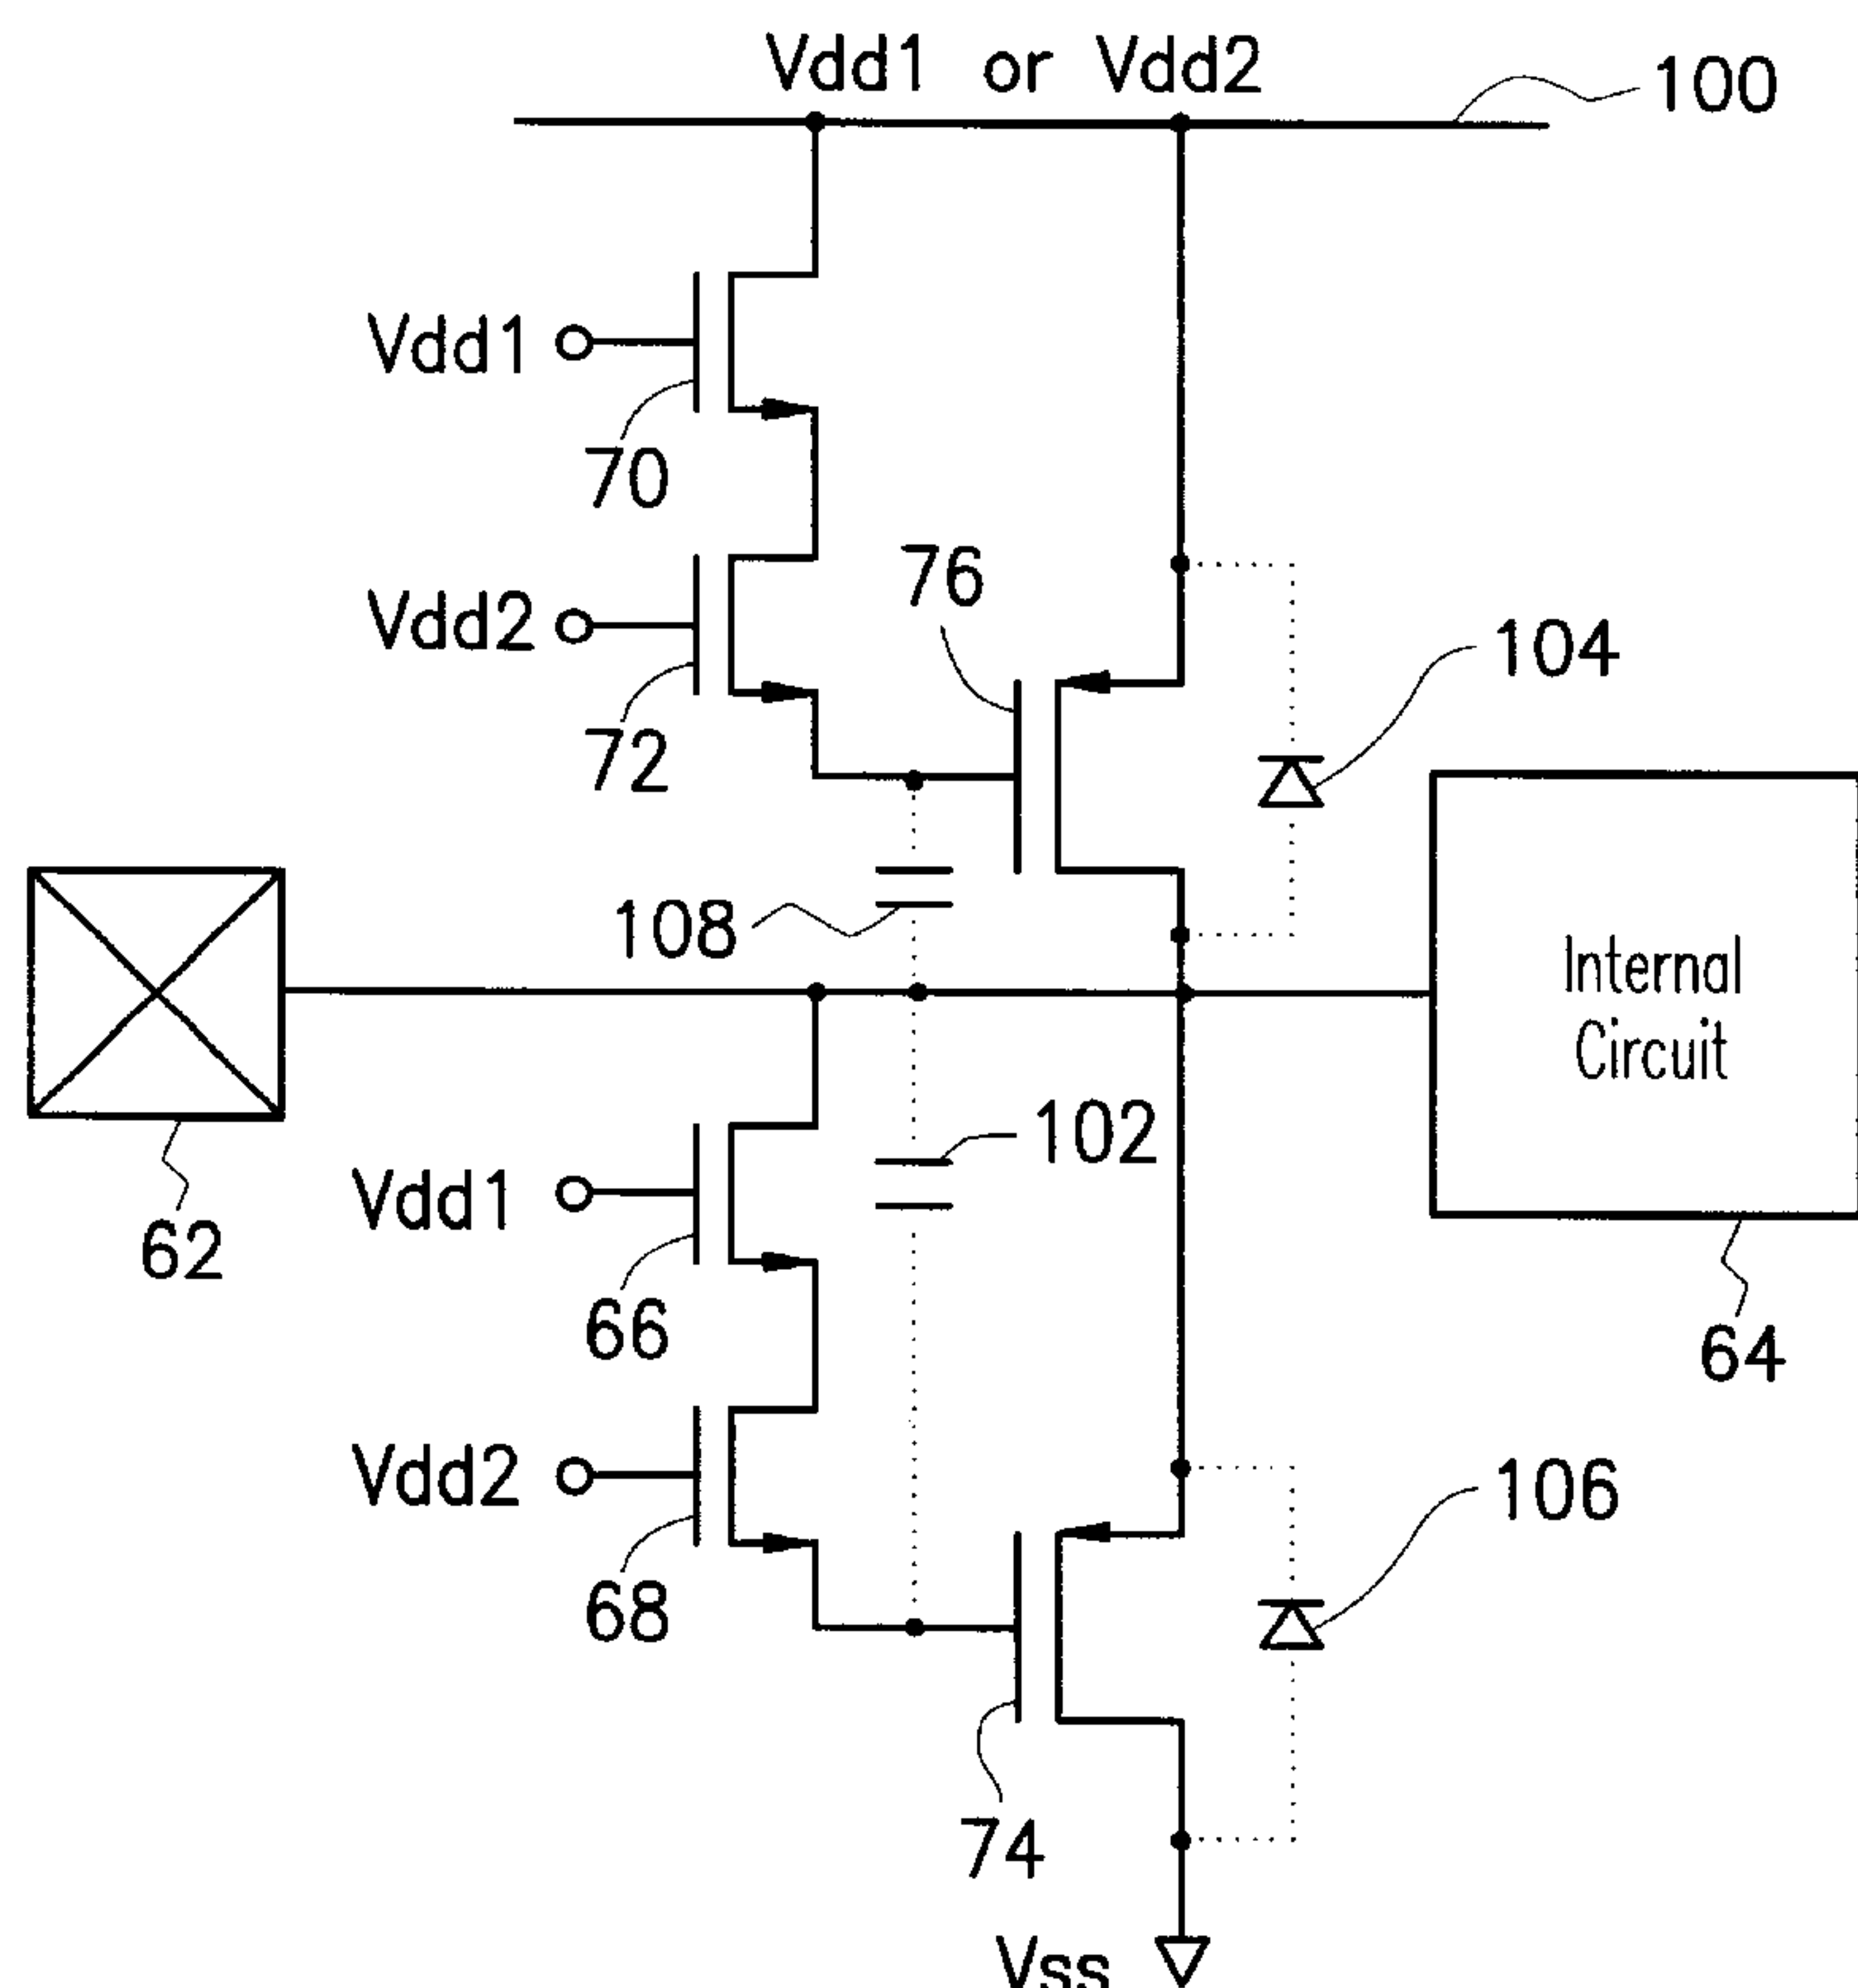 Vdd1 or Vdd2
100
Vdd1
70
76
Vdd2
104
72
108
Internal
Circuit
102
Vdd1
62
66
64
Vdd2
106
68
74
Vss